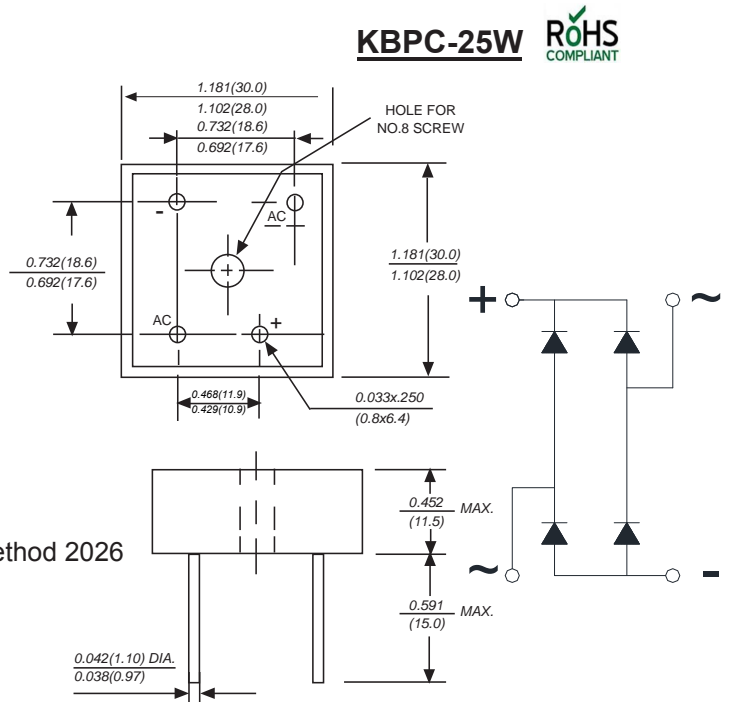 KBPC-25W
RoHS
COMPLIANT
1.181(30.0)
1.102(28.0)
0.732(18.6)
0.692(17.6)
HOLE FOR
NO.8 SCREW
-
AC
0.732(18.6)
0.692(17.6)
1.181(30.0)
1.102(28.0)
AC
+
0.468(11.9)
0.429(10.9)
0.033x.250
(0.8x6.4)
+
~
0.452
(11.5)
MAX.
ethod 2026
~
-
0.591
(15.0)
MAX.
0.042(1.10) DIA.
0.038(0.97)